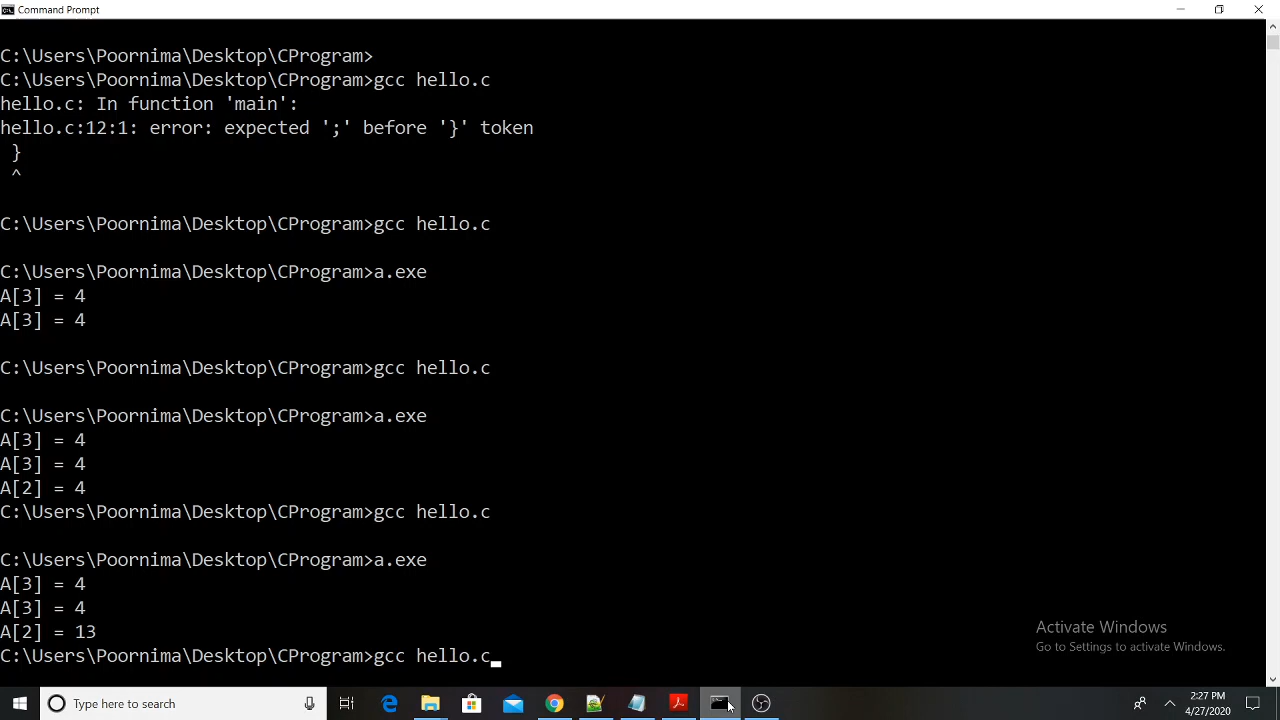 Command Prompt
C:\Users\Poornima\Desktop\CProgram>
C:\Users\Poornima\Desktop\CProgram>gcc hello.c
hello.c: In function 'main':
hello.c:12:1: error: expected ';' before '}' token
 }
 ^
C:\Users\Poornima\Desktop\CProgram>gcc hello.c
C:\Users\Poornima\Desktop\CProgram>a.exe
A[3] = 4
A[3] = 4
C:\Users\Poornima\Desktop\CProgram>gcc hello.c
C:\Users\Poornima\Desktop\CProgram>a.exe
A[3] = 4
A[3] = 4
A[2] = 4
C:\Users\Poornima\Desktop\CProgram>gcc hello.c
C:\Users\Poornima\Desktop\CProgram>a.exe
A[3] = 4
A[3] = 4
A[2] = 13
C:\Users\Poornima\Desktop\CProgram>gcc hello.c
Activate Windows
Go to Settings to activate Windows.
Type here to search
2:27 PM
4/27/2020